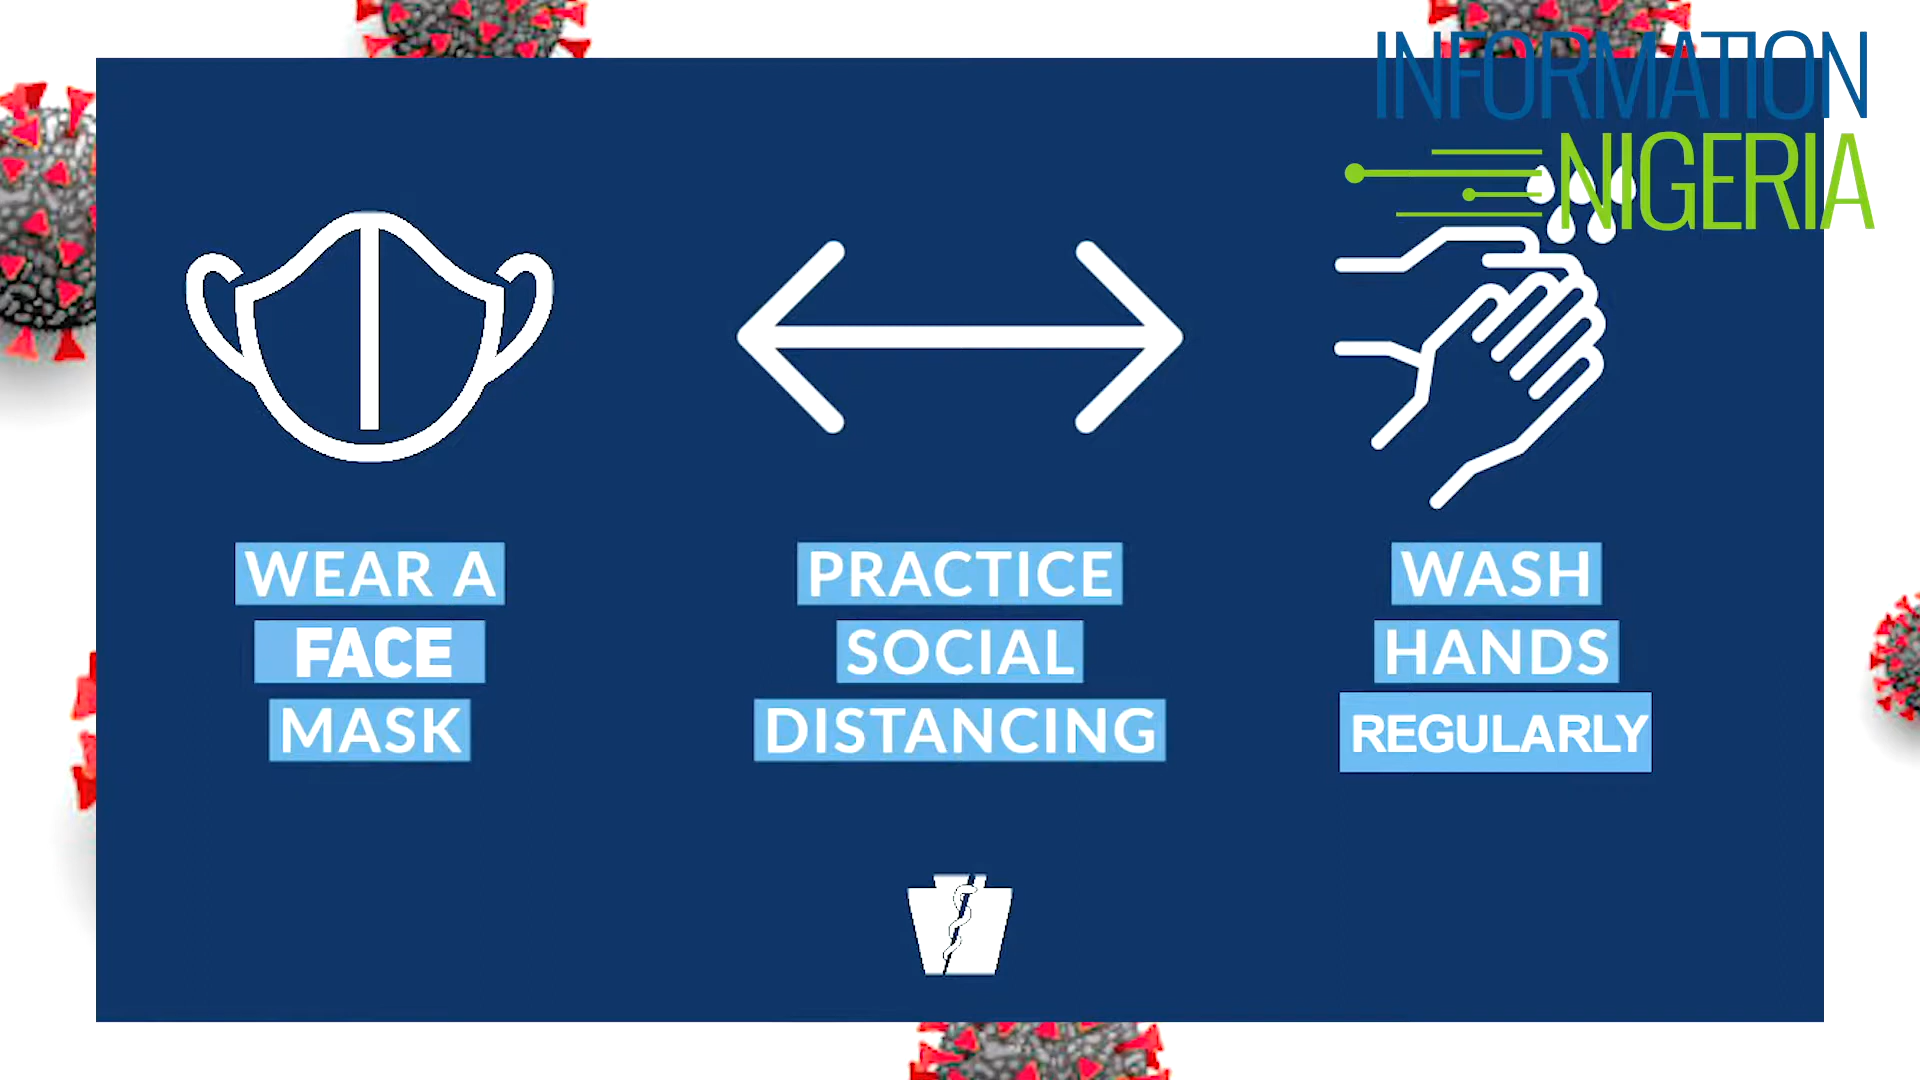 INFORMATION
NIGERIA
WEAR A
FACE
MASK
PRACTICE
SOCIAL
DISTANCING
WASH
HANDS
REGULARLY